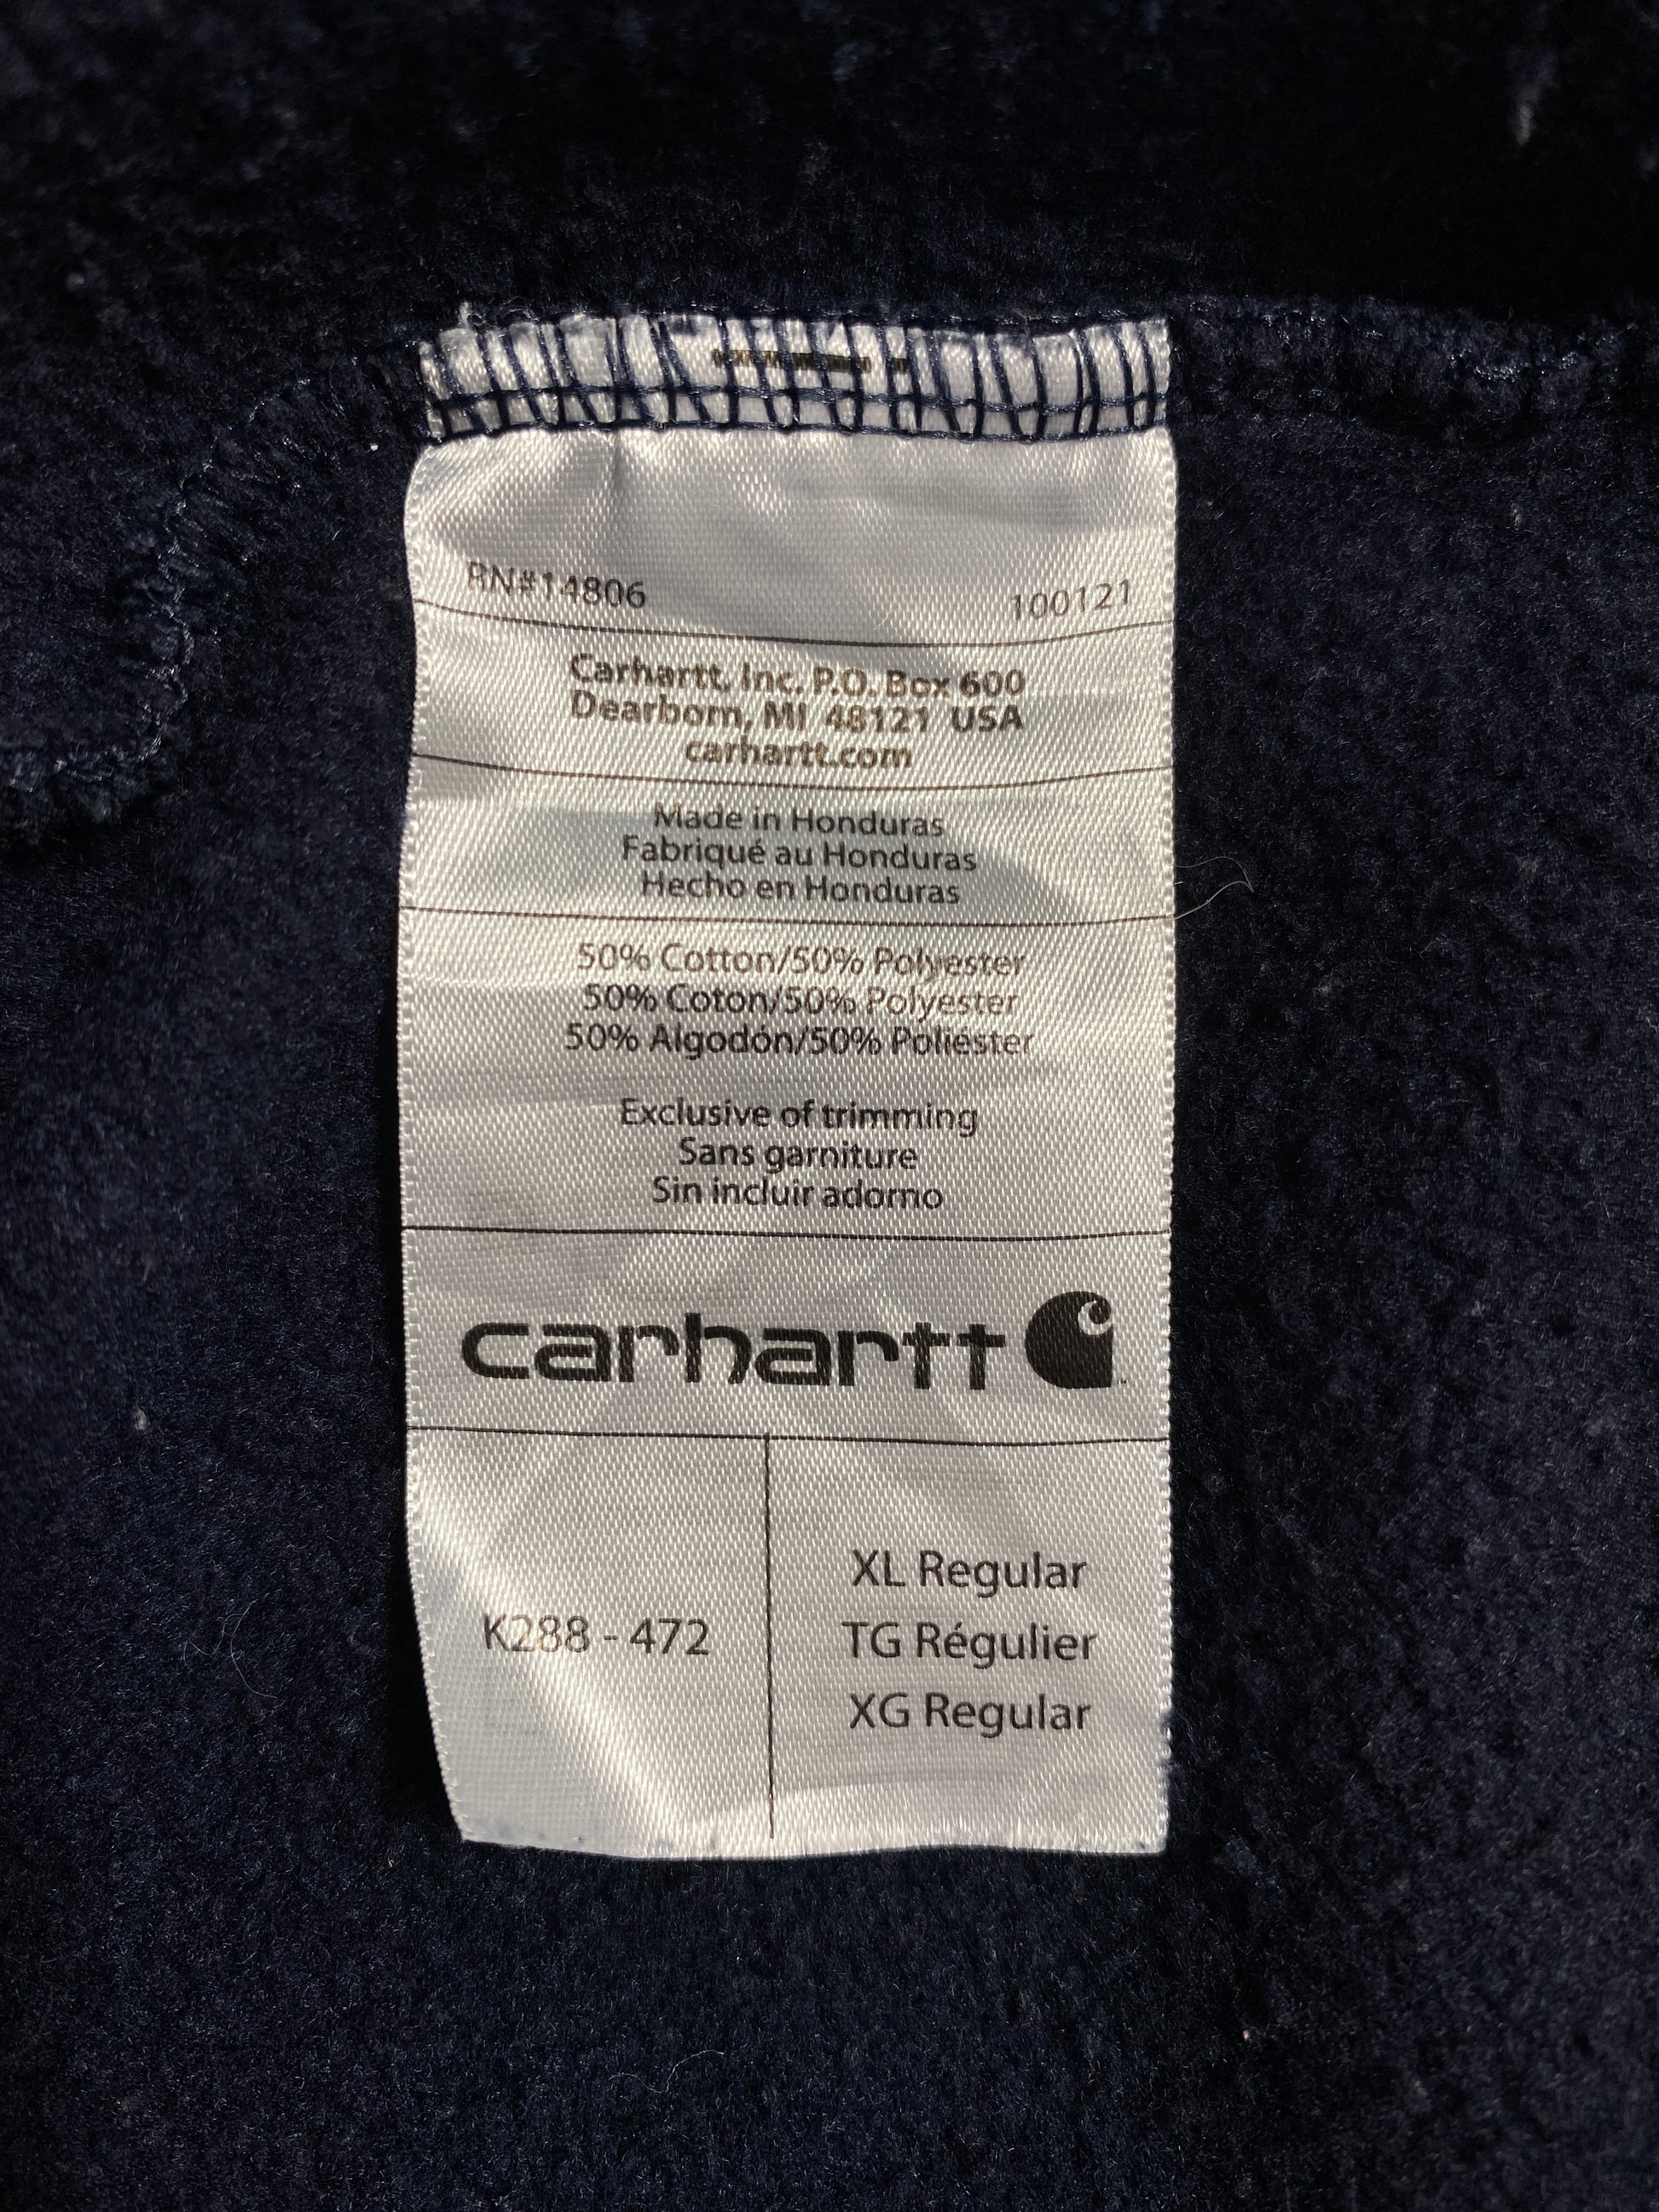 RN#14806 100121
Carhartt, Inc. P.O. Box 600
Dearborn, MI 48121 USA
carhartt.com
Made in Honduras
Fabriqué au Honduras
Hecho en Honduras
50% Cotton/50% Polyester
50% Coton/50% Polyester
50% Algodón/50% Poliéster
Exclusive of trimming
Sans garniture
Sin incluir adorno
carhartt
K288 - 472
XL Regular
TG Régulier
XG Regular